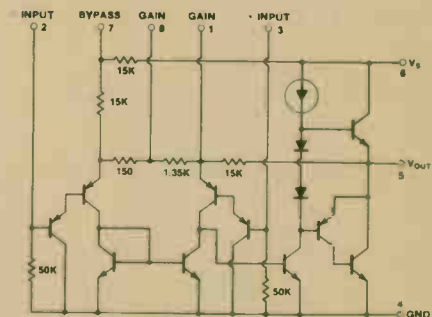 INPUT BYPASS GAIN GAIN · INPUT
2 7 8 1 3
15K
VS
6
15K
150 1.35K 15K
VOUT
5
50K 50K
4
GND